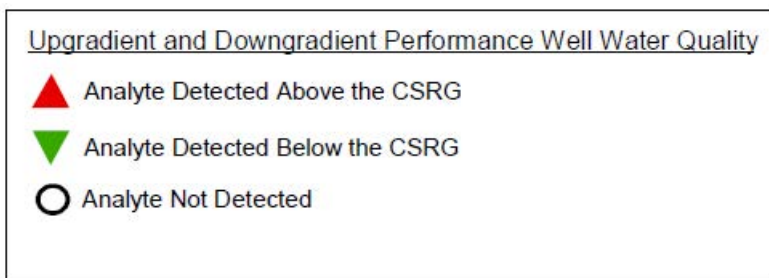 Upgradient and Downgradient Performance Well Water Quality
Analyte Detected Above the CSRG
Analyte Detected Below the CSRG
Analyte Not Detected